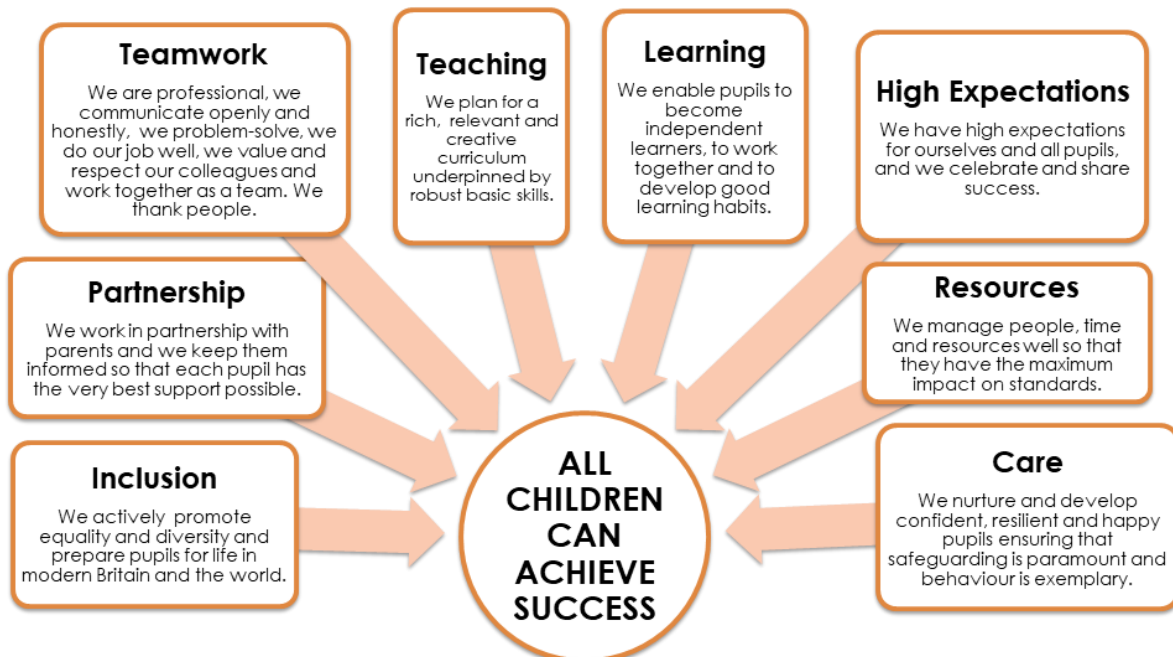 Teamwork
We are professional, we
communicate openly and
honestly, we problem-solve, we
do our job well, we value and
respect our colleagues and
work together as a team. We
thank people.
Teaching
We plan for a
rich, relevant and
creative
curriculum
underpinned by
robust basic skills.
Learning
We enable pupils to
become
independent
learners, to work
together and to
develop good
learning habits.
High Expectations
We have high expectations
for ourselves and all pupils,
and we celebrate and share
success.
Partnership
We work in partnership with
parents and we keep them
informed so that each pupil has
the very best support possible.
Resources
We manage people, time
and resources well so that
they have the maximum
impact on standards.
Inclusion
We actively promote
equality and diversity and
prepare pupils for life in
modern Britain and the world.
ALL
CHILDREN
CAN
ACHIEVE
SUCCESS
Care
We nurture and develop
confident, resilient and happy
pupils ensuring that
safeguarding is paramount and
behaviour is exemplary.